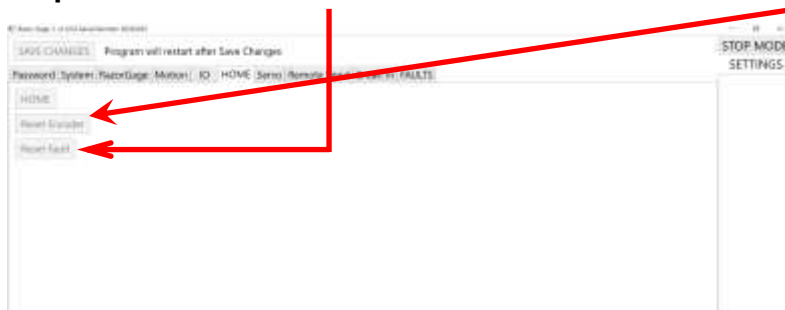 SAVE CHANGES Program will restart after Save Changes
STOP MODE
SETTINGS
Password System RazorGage Motion IO HOME Servo Remote FAULTS
HOME
Reset Encoder
Reset Fault